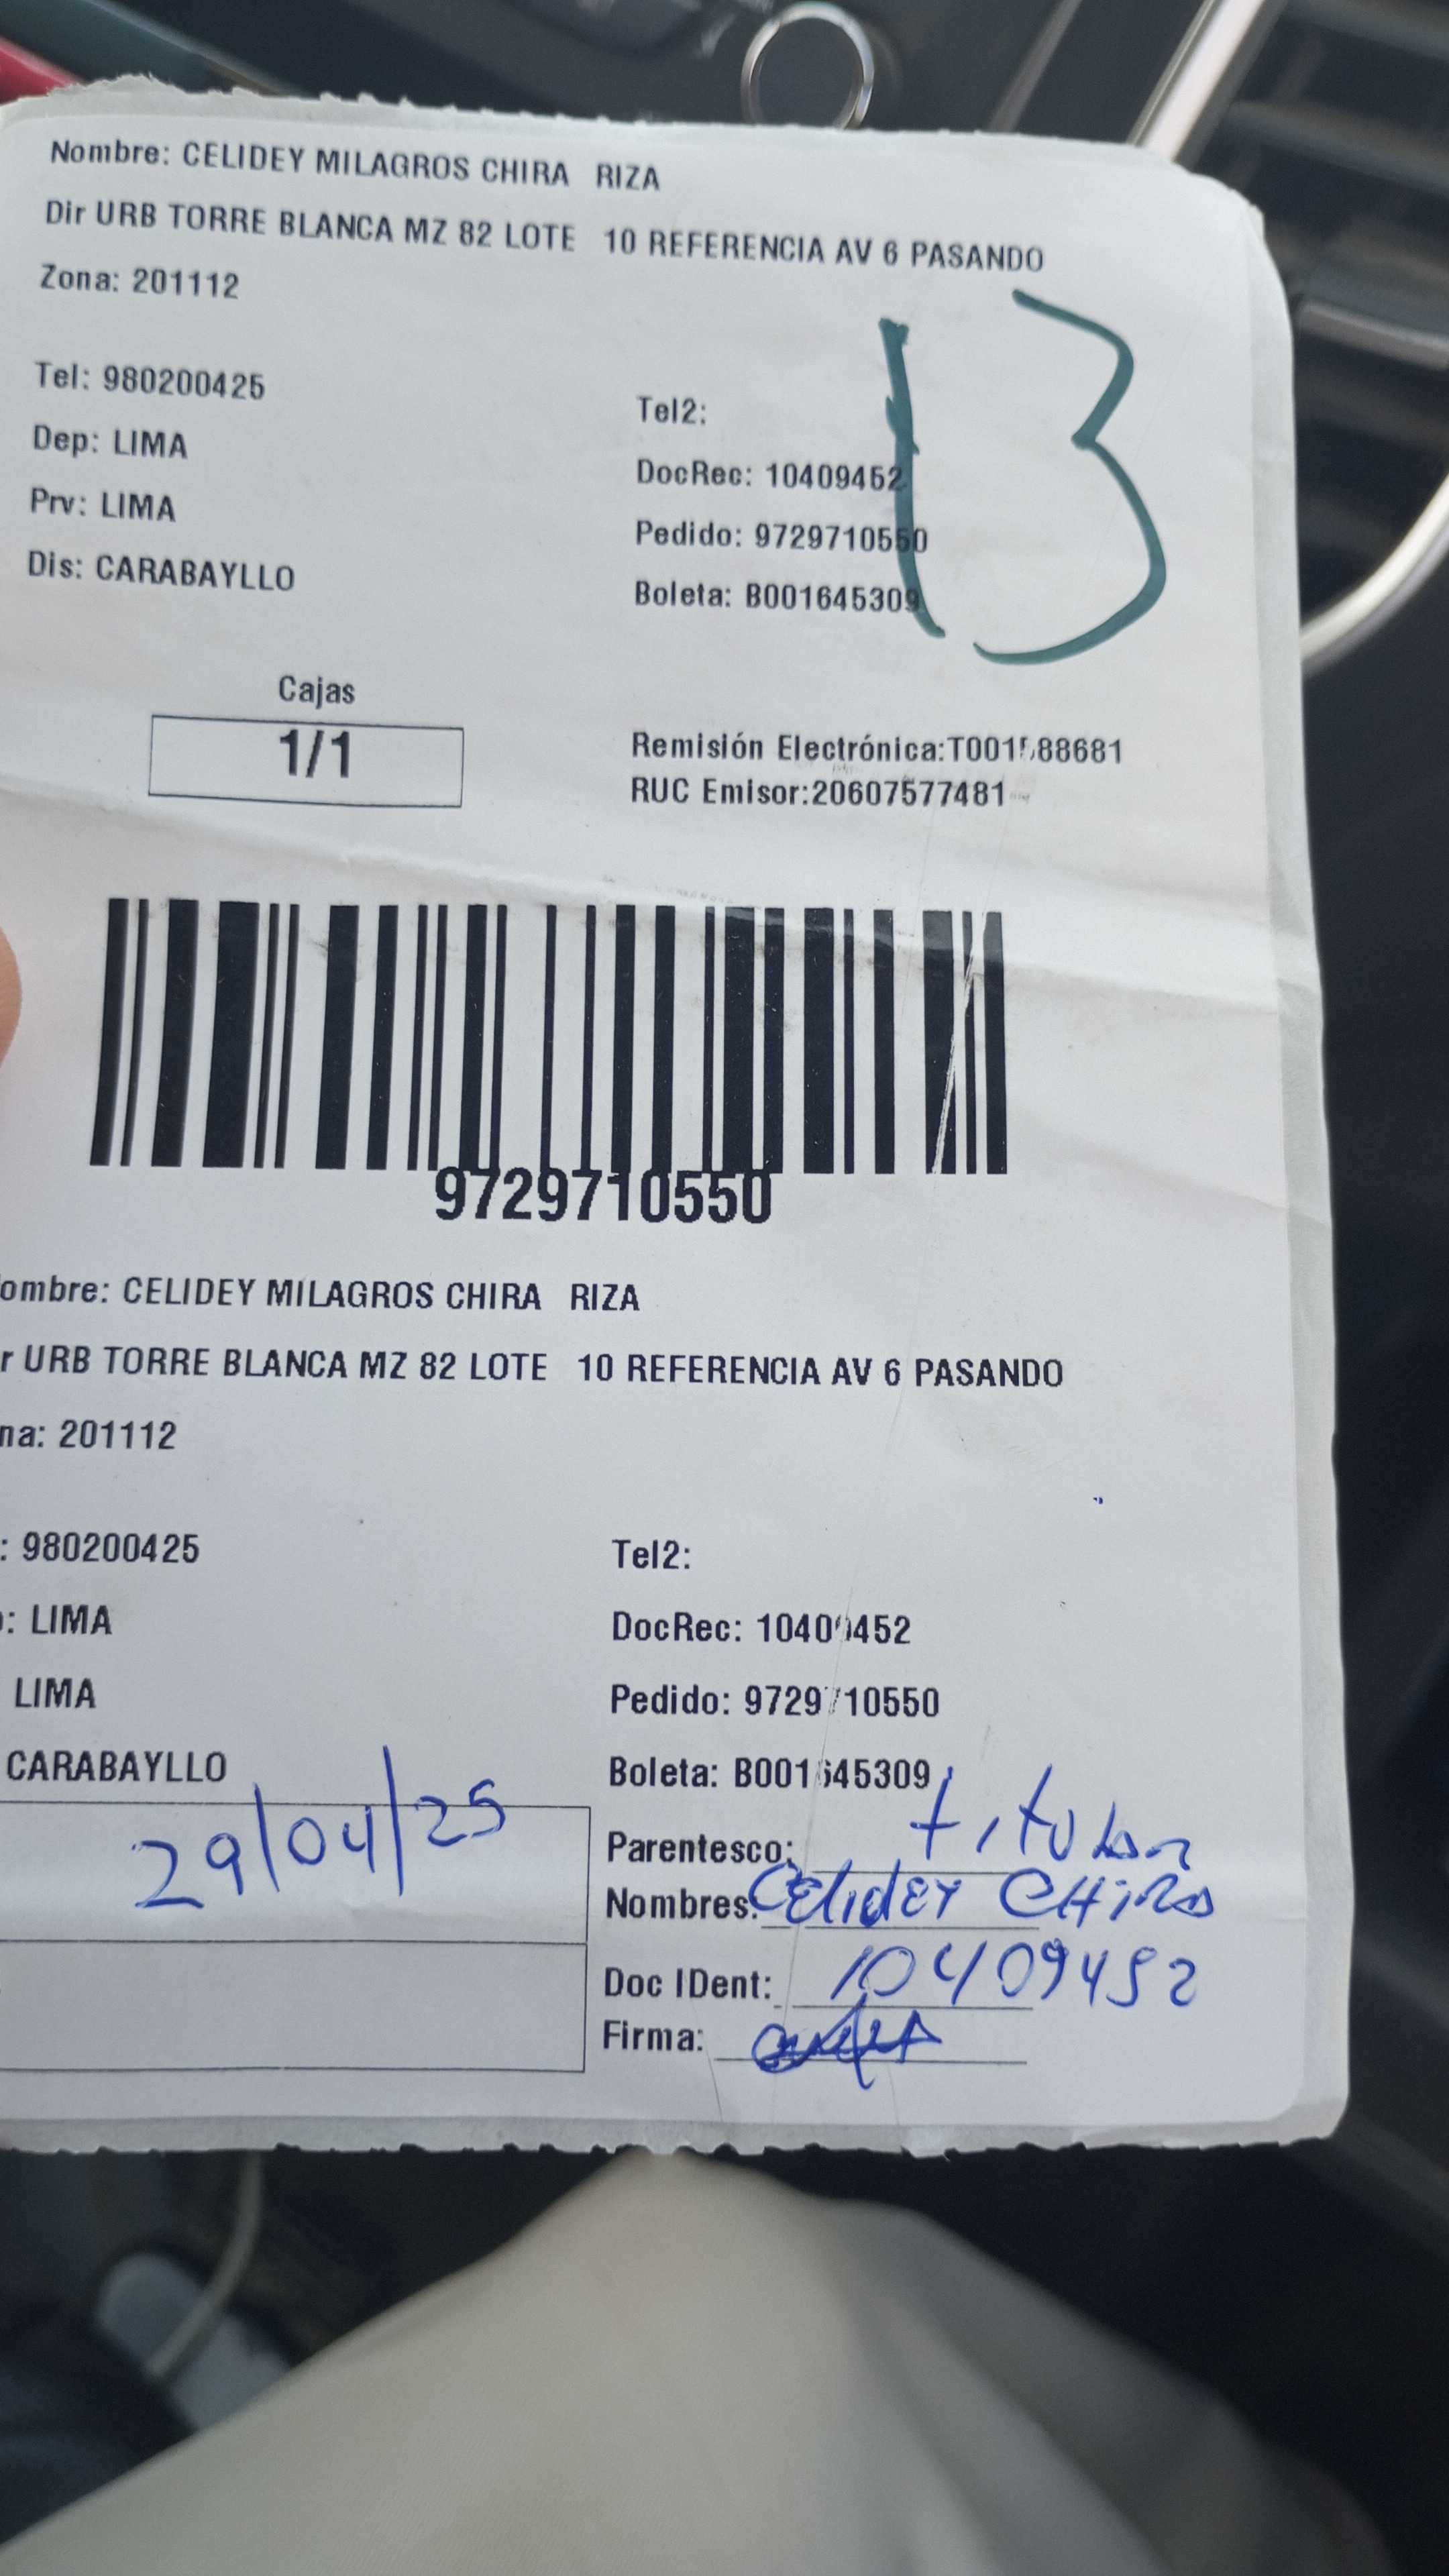 Nombre: CELIDEY MILAGROS CHIRA RIZA
Dir URB TORRE BLANCA MZ 82 LOTE 10 REFERENCIA AV 6 PASANDO
Zona: 201112
13
Tel: 980200425
Tel2:
Dep: LIMA
DocRec: 10409452
Prv: LIMA
Pedido: 9729710550
Dis: CARABAYLLO
Boleta: B001645309
Cajas
1/1
Remisión Electrónica:T001588681
RUC Emisor:20607577481
9729710550
ombre: CELIDEY MILAGROS CHIRA RIZA
r URB TORRE BLANCA MZ 82 LOTE 10 REFERENCIA AV 6 PASANDO
na: 201112
: 980200425
Tel2:
: LIMA
DocRec: 10409452
LIMA
Pedido: 9729710550
CARABAYLLO
Boleta: B001645309
29/04/25
Parentesco: titular
Nombres: Celidey Chira
Doc IDent: 10409452
Firma: